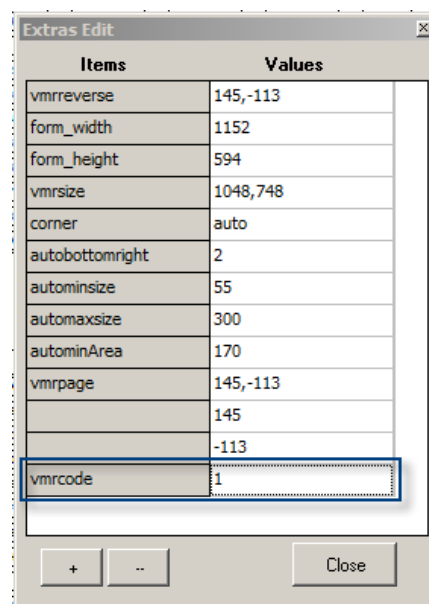 Extras Edit
Items Values
vmrreverse 145,-113
form_width 1152
form_height 594
vmrsize 1048,748
corner auto
autobottomright 2
autominsize 55
automaxsize 300
autominArea 170
vmrpage 145,-113
145
-113
vmrcode 1
+ -- Close